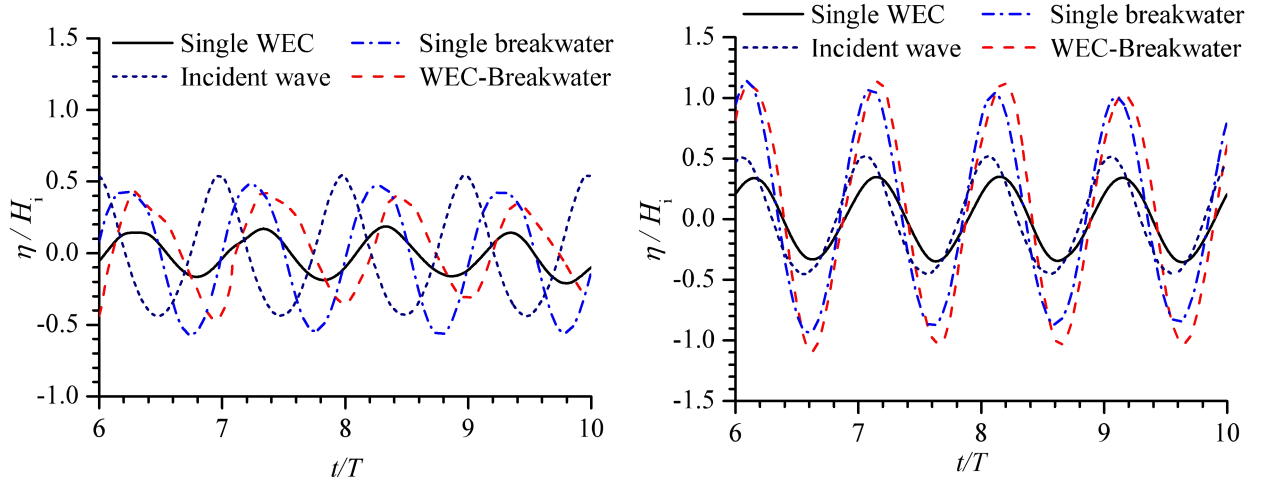 Single WEC Single breakwater
Incident wave WEC-Breakwater
1.5
1.0
0.5
0.0
-0.5
-1.0
η / Hi
6 7 8 9 10
t/T
Single WEC Single breakwater
Incident wave WEC-Breakwater
1.5
1.0
0.5
0.0
-0.5
-1.0
-1.5
η / Hi
6 7 8 9 10
t/T